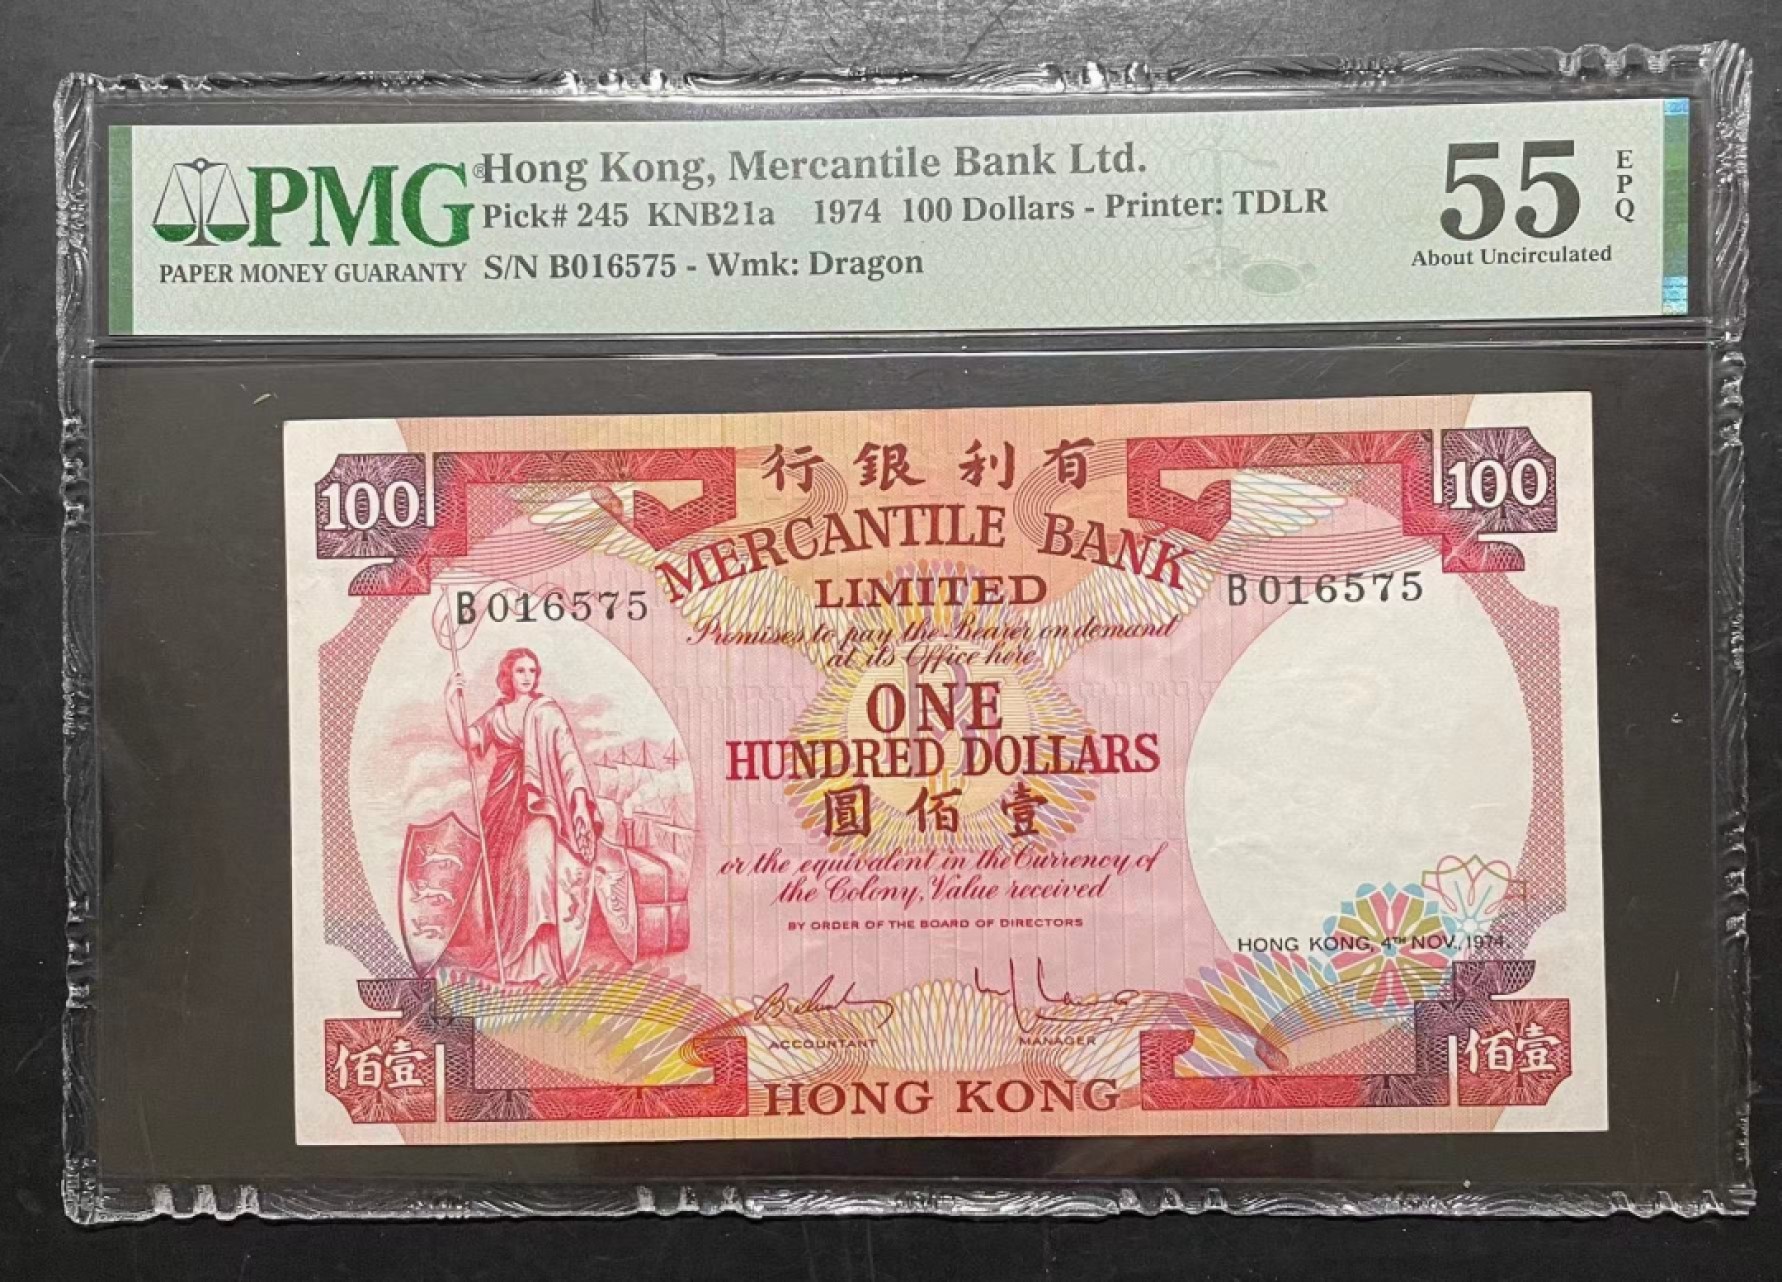 PMG®
PAPER MONEY GUARANTY
Hong Kong, Mercantile Bank Ltd.
Pick# 245 KNB21a 1974 100 Dollars - Printer: TDLR
S/N B016575 - Wmk: Dragon
55
EPQ
About Uncirculated
100
行銀利有
100
MERCANTILE BANK
LIMITED
B016575
B016575
Promises to pay the Bearer on demand
at its Office here
ONE
HUNDRED DOLLARS
圓佰壹
or the equivalent in the Currency of
the Colony, Value received
BY ORDER OF THE BOARD OF DIRECTORS
HONG KONG, 4TH NOV., 1974.
ACCOUNTANT
MANAGER
佰壹
HONG KONG
佰壹